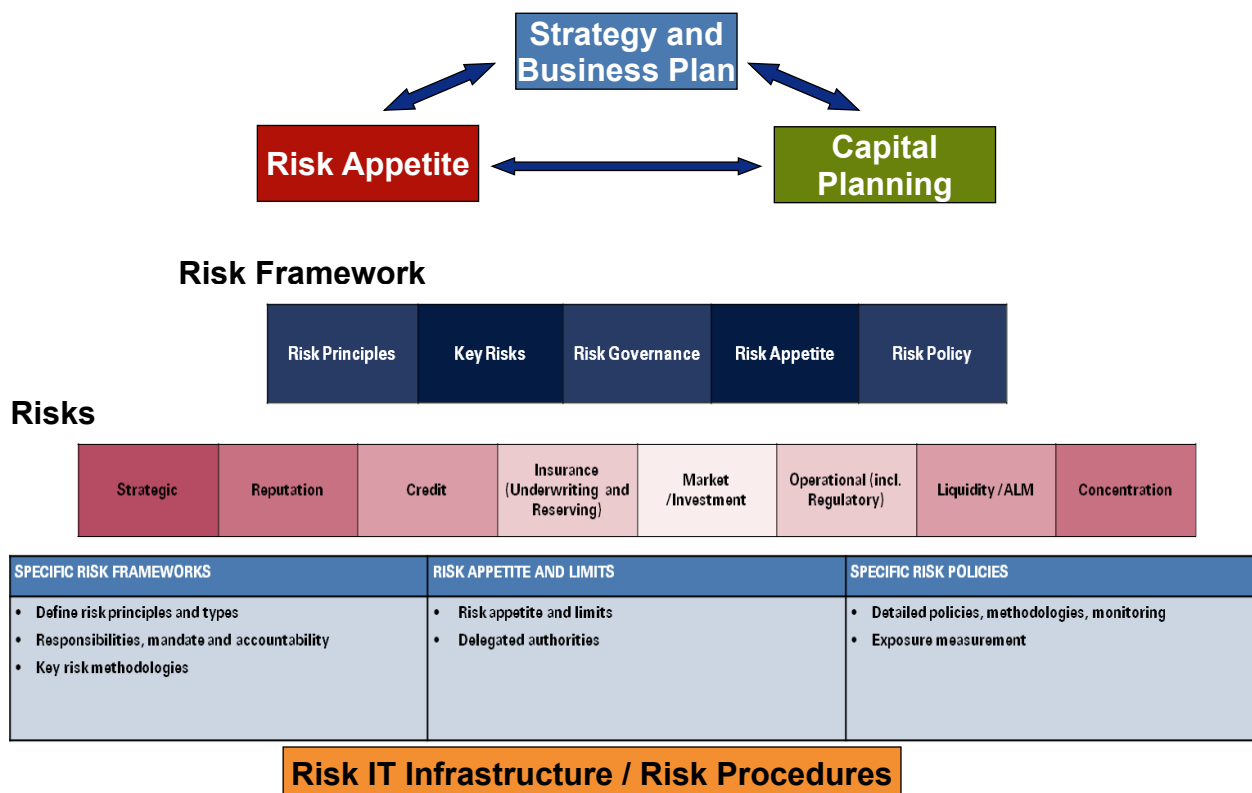 Strategy and
Business Plan
Risk Appetite
Capital
Planning
Risk Framework
Risk Principles
Key Risks
Risk Governance
Risk Appetite
Risk Policy
Risks
Strategic
Reputation
Credit
Insurance
(Underwriting and
Reserving)
Market
/Investment
Operational (incl.
Regulatory)
Liquidity /ALM
Concentration
SPECIFIC RISK FRAMEWORKS
• Define risk principles and types
• Responsibilities, mandate and accountability
• Key risk methodologies
RISK APPETITE AND LIMITS
• Risk appetite and limits
• Delegated authorities
SPECIFIC RISK POLICIES
• Detailed policies, methodologies, monitoring
• Exposure measurement
Risk IT Infrastructure / Risk Procedures